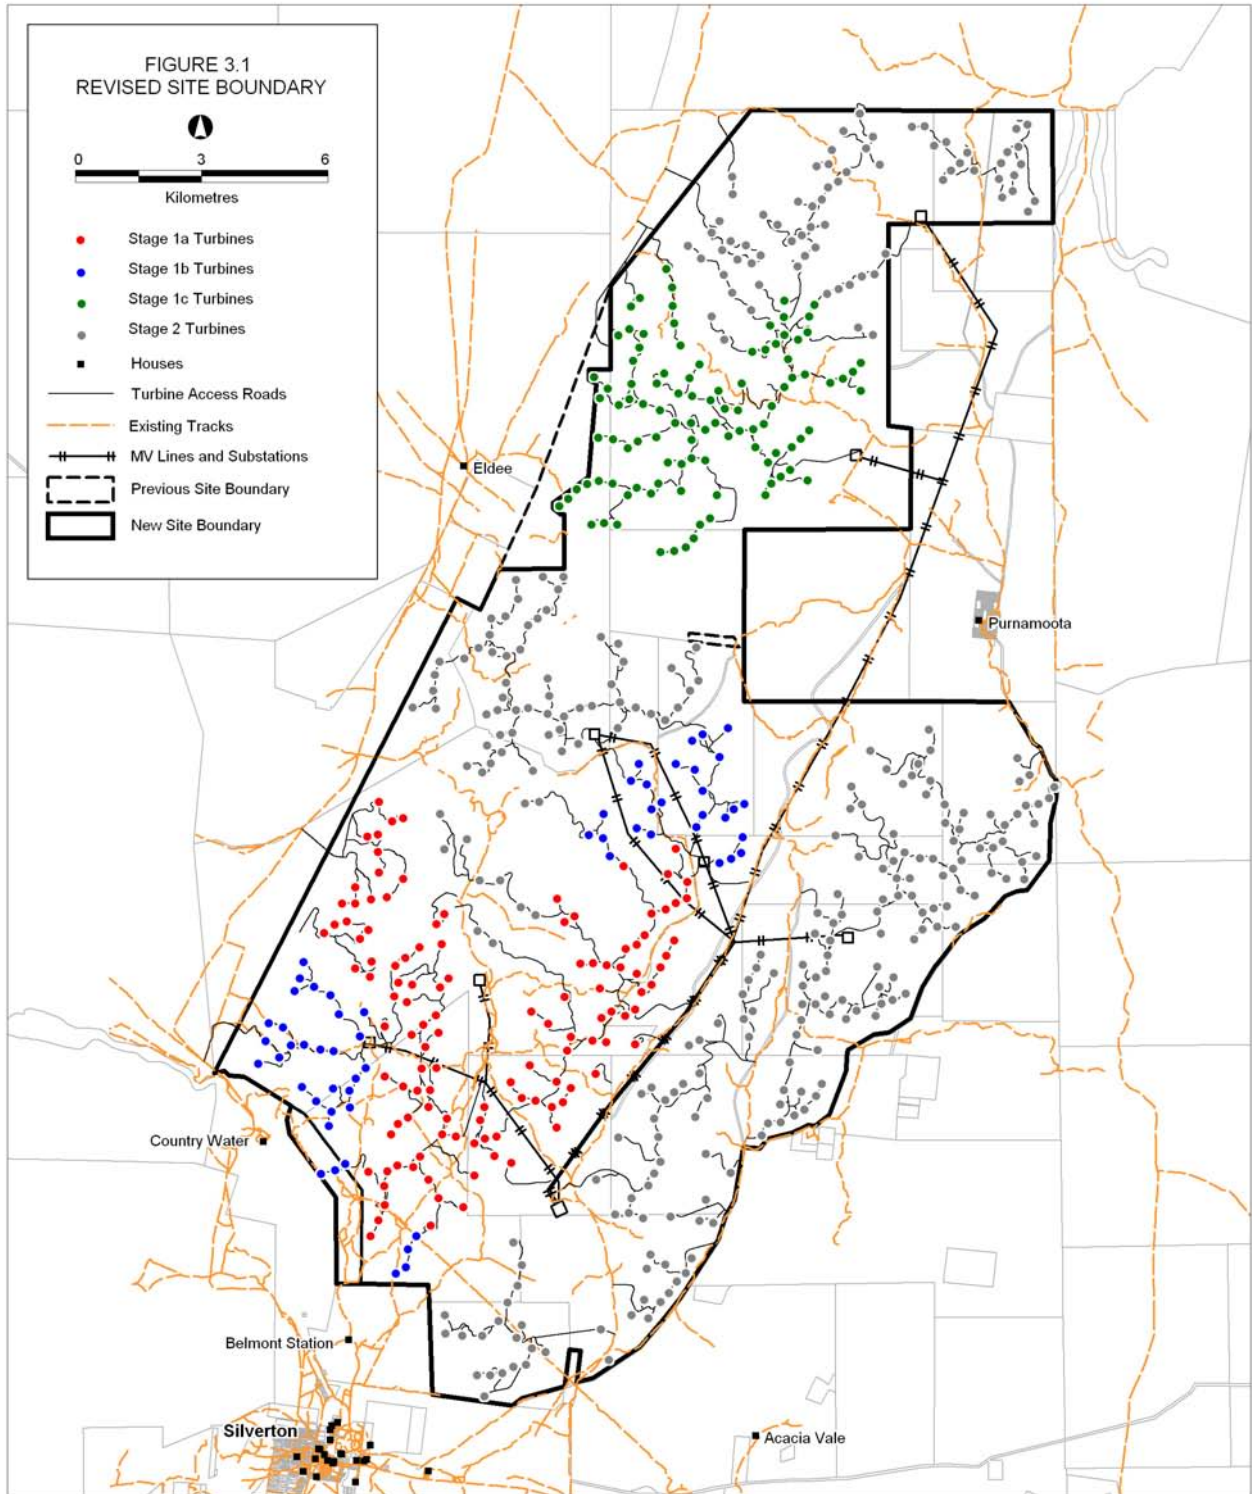 FIGURE 3.1
REVISED SITE BOUNDARY
0 3 6
Kilometres
Stage 1a Turbines
Stage 1b Turbines
Stage 1c Turbines
Stage 2 Turbines
Houses
Turbine Access Roads
Existing Tracks
MV Lines and Substations
Previous Site Boundary
New Site Boundary
Eldee
Purnamoota
Country Water
Belmont Station
Silverton
Acacia Vale